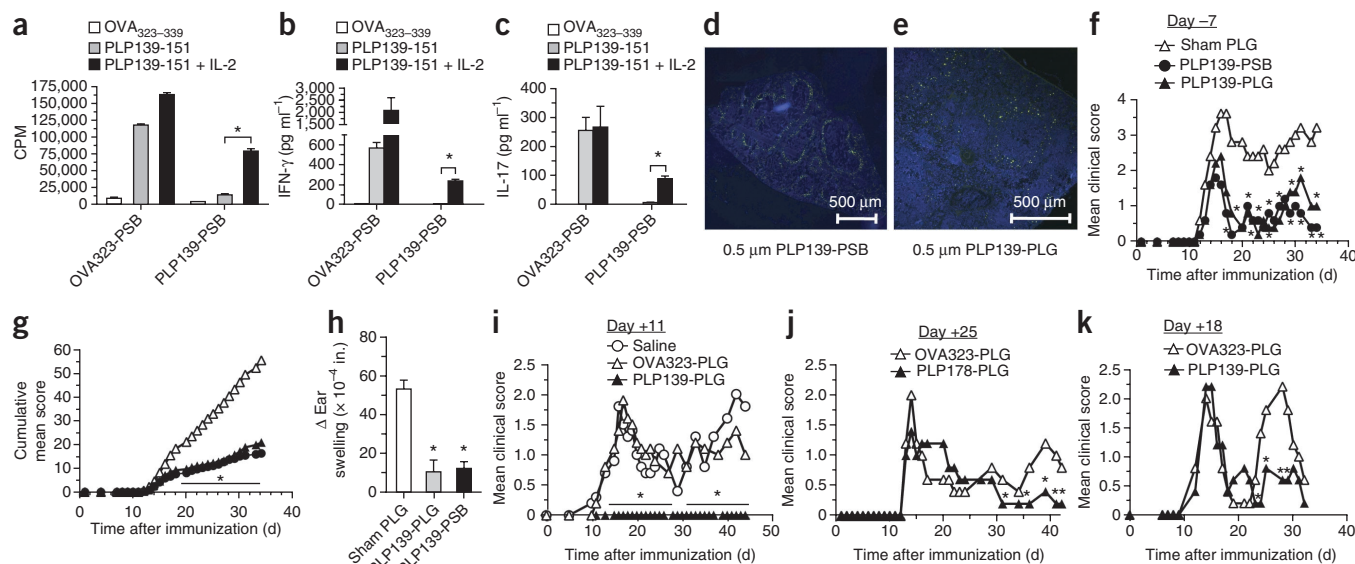 a
OVA323–339
PLP139-151
PLP139-151 + IL-2
CPM
175,000
150,000
125,000
100,000
75,000
50,000
25,000
0
*
OVA323-PSB
PLP139-PSB
b
OVA323–339
PLP139-151
PLP139-151 + IL-2
IFN-γ (pg ml−1)
3,000
2,500
2,000
1,500
600
400
200
0
*
OVA323-PSB
PLP139-PSB
c
OVA323–339
PLP139-151
PLP139-151 + IL-2
IL-17 (pg ml−1)
400
300
200
100
0
*
OVA323-PSB
PLP139-PSB
d
500 μm
0.5 μm PLP139-PSB
e
500 μm
0.5 μm PLP139-PLG
f
Day −7
Sham PLG
PLP139-PSB
PLP139-PLG
Mean clinical score
4
3
2
1
0
0 10 20 30 40
Time after immunization (d)
g
Cumulative
mean score
60
50
40
30
20
10
0
*
0 10 20 30 40
Time after immunization (d)
h
Δ Ear
swelling (× 10−4 in.)
80
60
40
20
0
* *
Sham PLG
PLP139-PLG
PLP139-PSB
i
Day +11
Saline
OVA323-PLG
PLP139-PLG
Mean clinical score
2.5
2.0
1.5
1.0
0.5
0
* *
0 10 20 30 40 50
Time after immunization (d)
j
Day +25
OVA323-PLG
PLP178-PLG
Mean clinical score
2.5
2.0
1.5
1.0
0.5
0
* * * **
0 10 20 30 40
Time after immunization (d)
k
Day +18
OVA323-PLG
PLP139-PLG
Mean clinical score
2.5
2.0
1.5
1.0
0.5
0
* * **
0 10 20 30 40
Time after immunization (d)